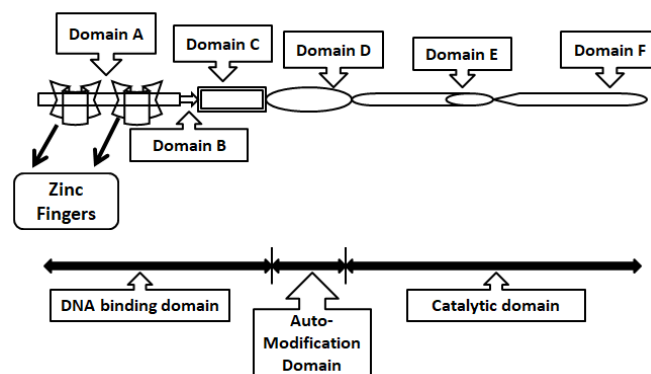 Domain A
Domain C
Domain D
Domain E
Domain F
Domain B
Zinc
Fingers
DNA binding domain
Auto-
Modification
Domain
Catalytic domain